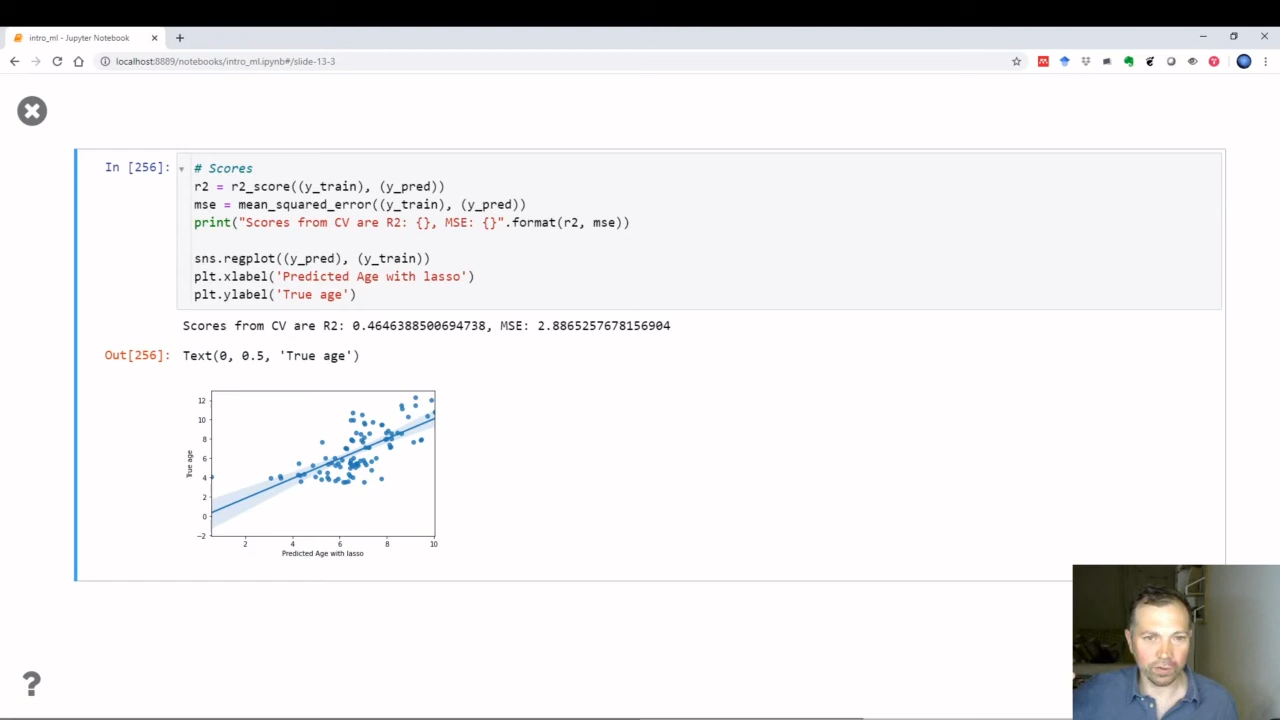 intro_ml - Jupyter Notebook
localhost:8889/notebooks/intro_ml.ipynb#/slide-13-3
In [256]:
# Scores
r2 = r2_score((y_train), (y_pred))
mse = mean_squared_error((y_train), (y_pred))
print("Scores from CV are R2: {}, MSE: {}".format(r2, mse))
sns.regplot((y_pred), (y_train))
plt.xlabel('Predicted Age with lasso')
plt.ylabel('True age')
Scores from CV are R2: 0.4646388500694738, MSE: 2.8865257678156904
Out[256]: Text(0, 0.5, 'True age')
12
10
8
6
4
2
0
−2
True age
2 4 6 8 10
Predicted Age with lasso
?